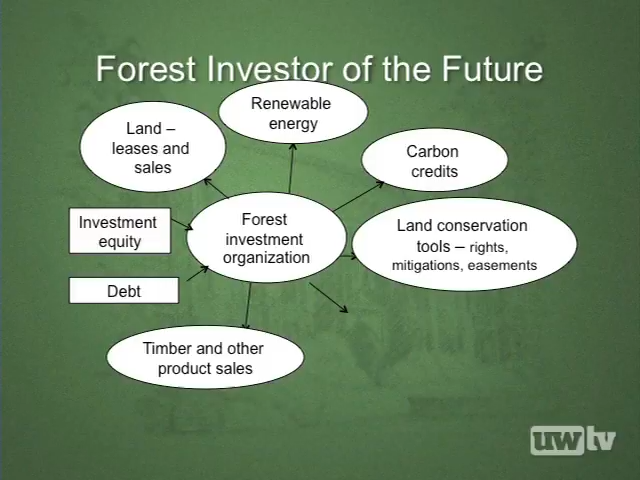 Forest Investor of the Future
Renewable
energy
Land –
leases and
sales
Carbon
credits
Investment
equity
Forest
investment
organization
Land conservation
tools – rights,
mitigations, easements
Debt
Timber and other
product sales
uwtv